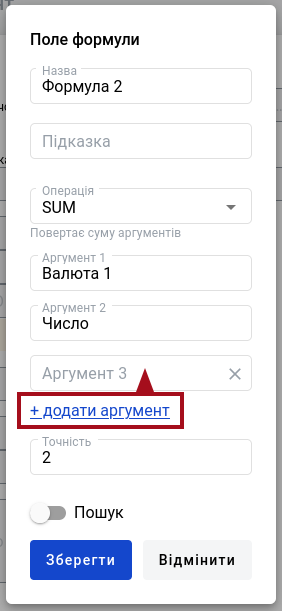 Поле формули
Назва
Формула 2
Підказка
Операція
SUM
Повертає суму аргументів
Аргумент 1
Валюта 1
Аргумент 2
Число
Аргумент 3
+ додати аргумент
Точність
2
Пошук
Зберегти
Відмінити